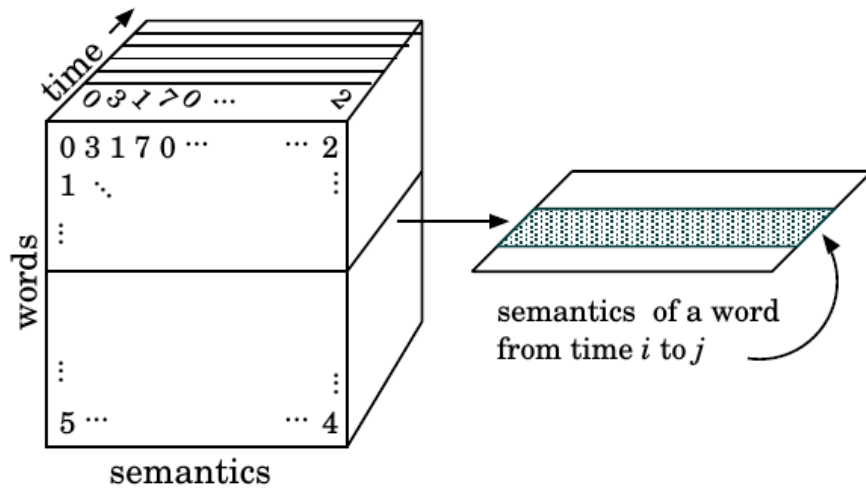 time
0 3 1 7 0 ... 2
0 3 1 7 0 ... ... 2
1 ⋱ ⋮
⋮
words
⋮ ⋮
5 ... ... 4
semantics
semantics of a word
from time i to j